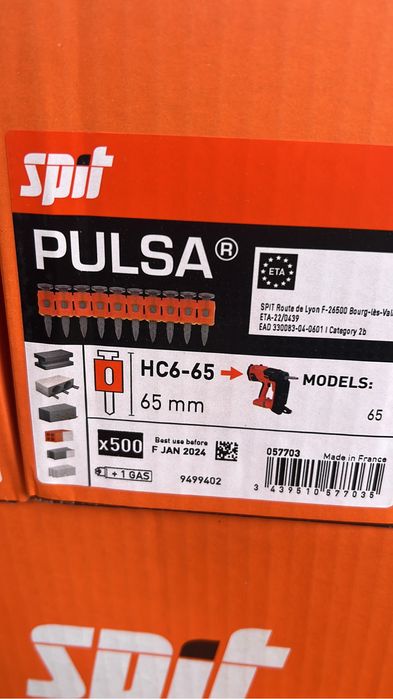 spit
PULSA®
ETA
SPIT Route de Lyon F-26500 Bourg-lès-Val
ETA-22/0439
EAD 330083-04-0601 I Category 2b
HC6-65
MODELS:
65 mm
65
x500
Best use before
F JAN 2024
+ 1 GAS
9499402
057703
Made in France
3 439510 577035
spit